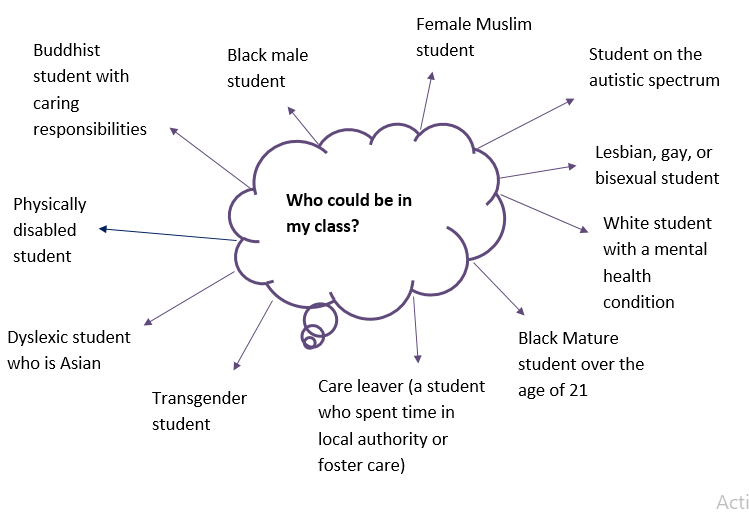 Female Muslim
student
Buddhist
student with
caring
responsibilities
Black male
student
Student on the
autistic spectrum
Lesbian, gay, or
bisexual student
Who could be in
my class?
Physically
disabled
student
White student
with a mental
health
condition
Dyslexic student
who is Asian
Black Mature
student over the
age of 21
Transgender
student
Care leaver (a student
who spent time in
local authority or
foster care)
Acti